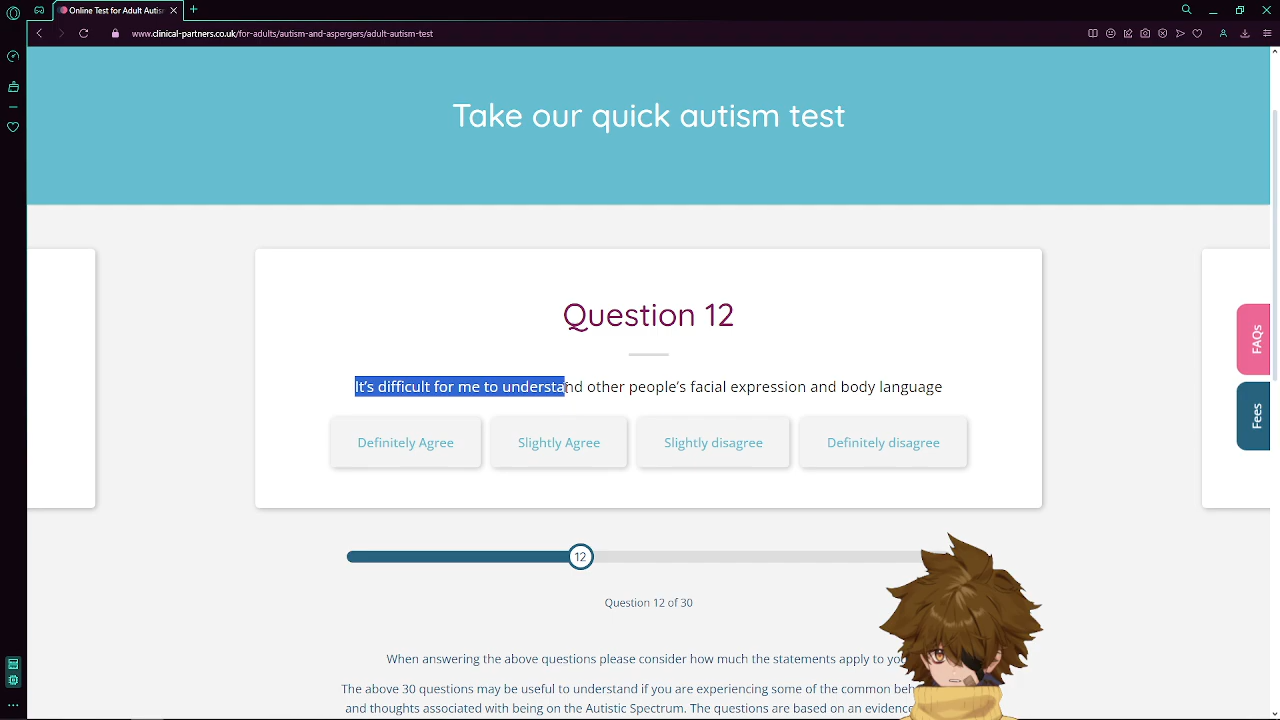 Online Test for Adult Autis
www.clinical-partners.co.uk/for-adults/autism-and-aspergers/adult-autism-test
Take our quick autism test
Question 12
It's difficult for me to understand other people's facial expression and body language
Definitely Agree
Slightly Agree
Slightly disagree
Definitely disagree
FAQs
Fees
12
Question 12 of 30
When answering the above questions please consider how much the statements apply to yo
The above 30 questions may be useful to understand if you are experiencing some of the common beh
and thoughts associated with being on the Autistic Spectrum. The questions are based on an evidence